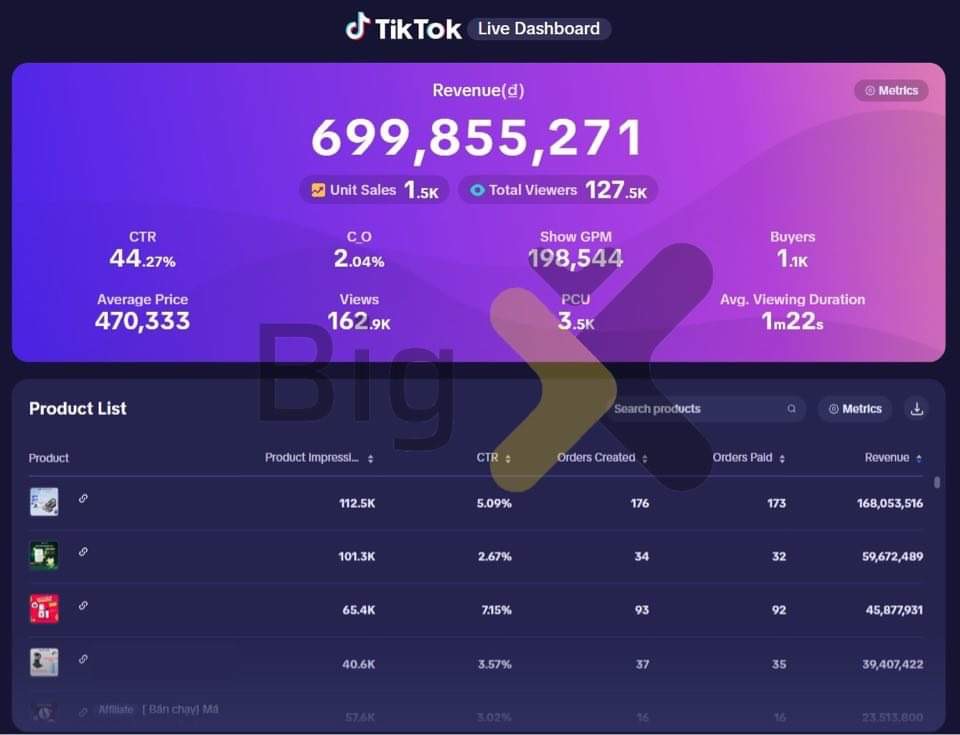 TikTok Live Dashboard
Revenue(₫)
Metrics
699,855,271
Unit Sales 1.5K Total Viewers 127.5K
CTR C_O Show GPM Buyers
44.27% 2.04% 198,544 1.1K
Average Price Views PCU Avg. Viewing Duration
470,333 162.9K 3.5K 1m22s
BigX
Product List Search products Metrics
Product Product Impressi... CTR Orders Created Orders Paid Revenue
112.5K 5.09% 176 173 168,053,516
101.3K 2.67% 34 32 59,672,489
65.4K 7.15% 93 92 45,877,931
40.6K 3.57% 37 35 39,407,422
Affiliate [ Bán chạy] Mã
57.6K 3.02% 16 16 23,513,800